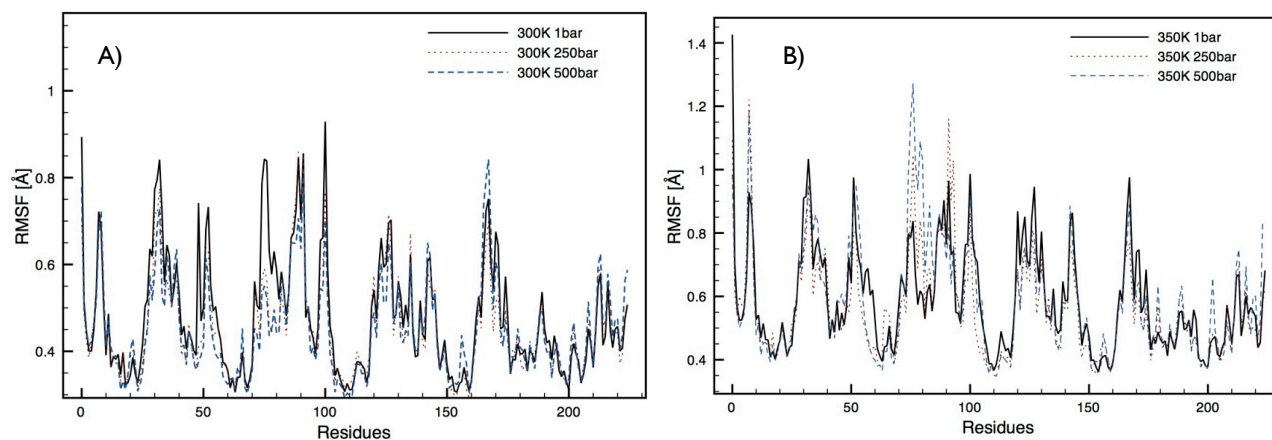 A)
300K 1bar
300K 250bar
300K 500bar
1
0.8
0.6
0.4
RMSF [Å]
0 50 100 150 200
Residues
B)
350K 1bar
350K 250bar
350K 500bar
1.4
1.2
1
0.8
0.6
0.4
RMSF [Å]
0 50 100 150 200
Residues